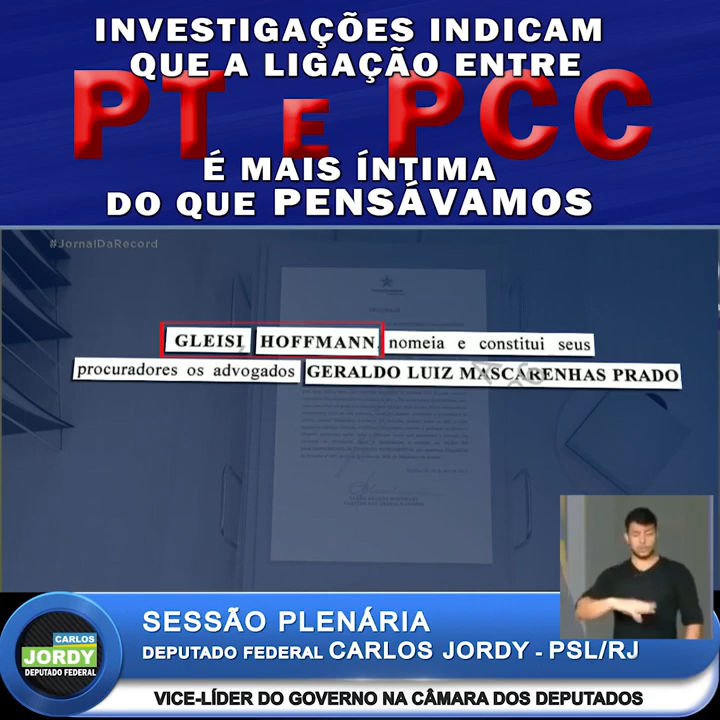 INVESTIGAÇÕES INDICAM
QUE A LIGAÇÃO ENTRE
PT E PCC
É MAIS ÍNTIMA
DO QUE PENSÁVAMOS
#JornalDaRecord
GLEISI HOFFMANN, nomeia e constitui seus
procuradores os advogados GERALDO LUIZ MASCARENHAS PRADO
SESSÃO PLENÁRIA
DEPUTADO FEDERAL CARLOS JORDY - PSL/RJ
CARLOS
JORDY
DEPUTADO FEDERAL
VICE-LÍDER DO GOVERNO NA CÂMARA DOS DEPUTADOS